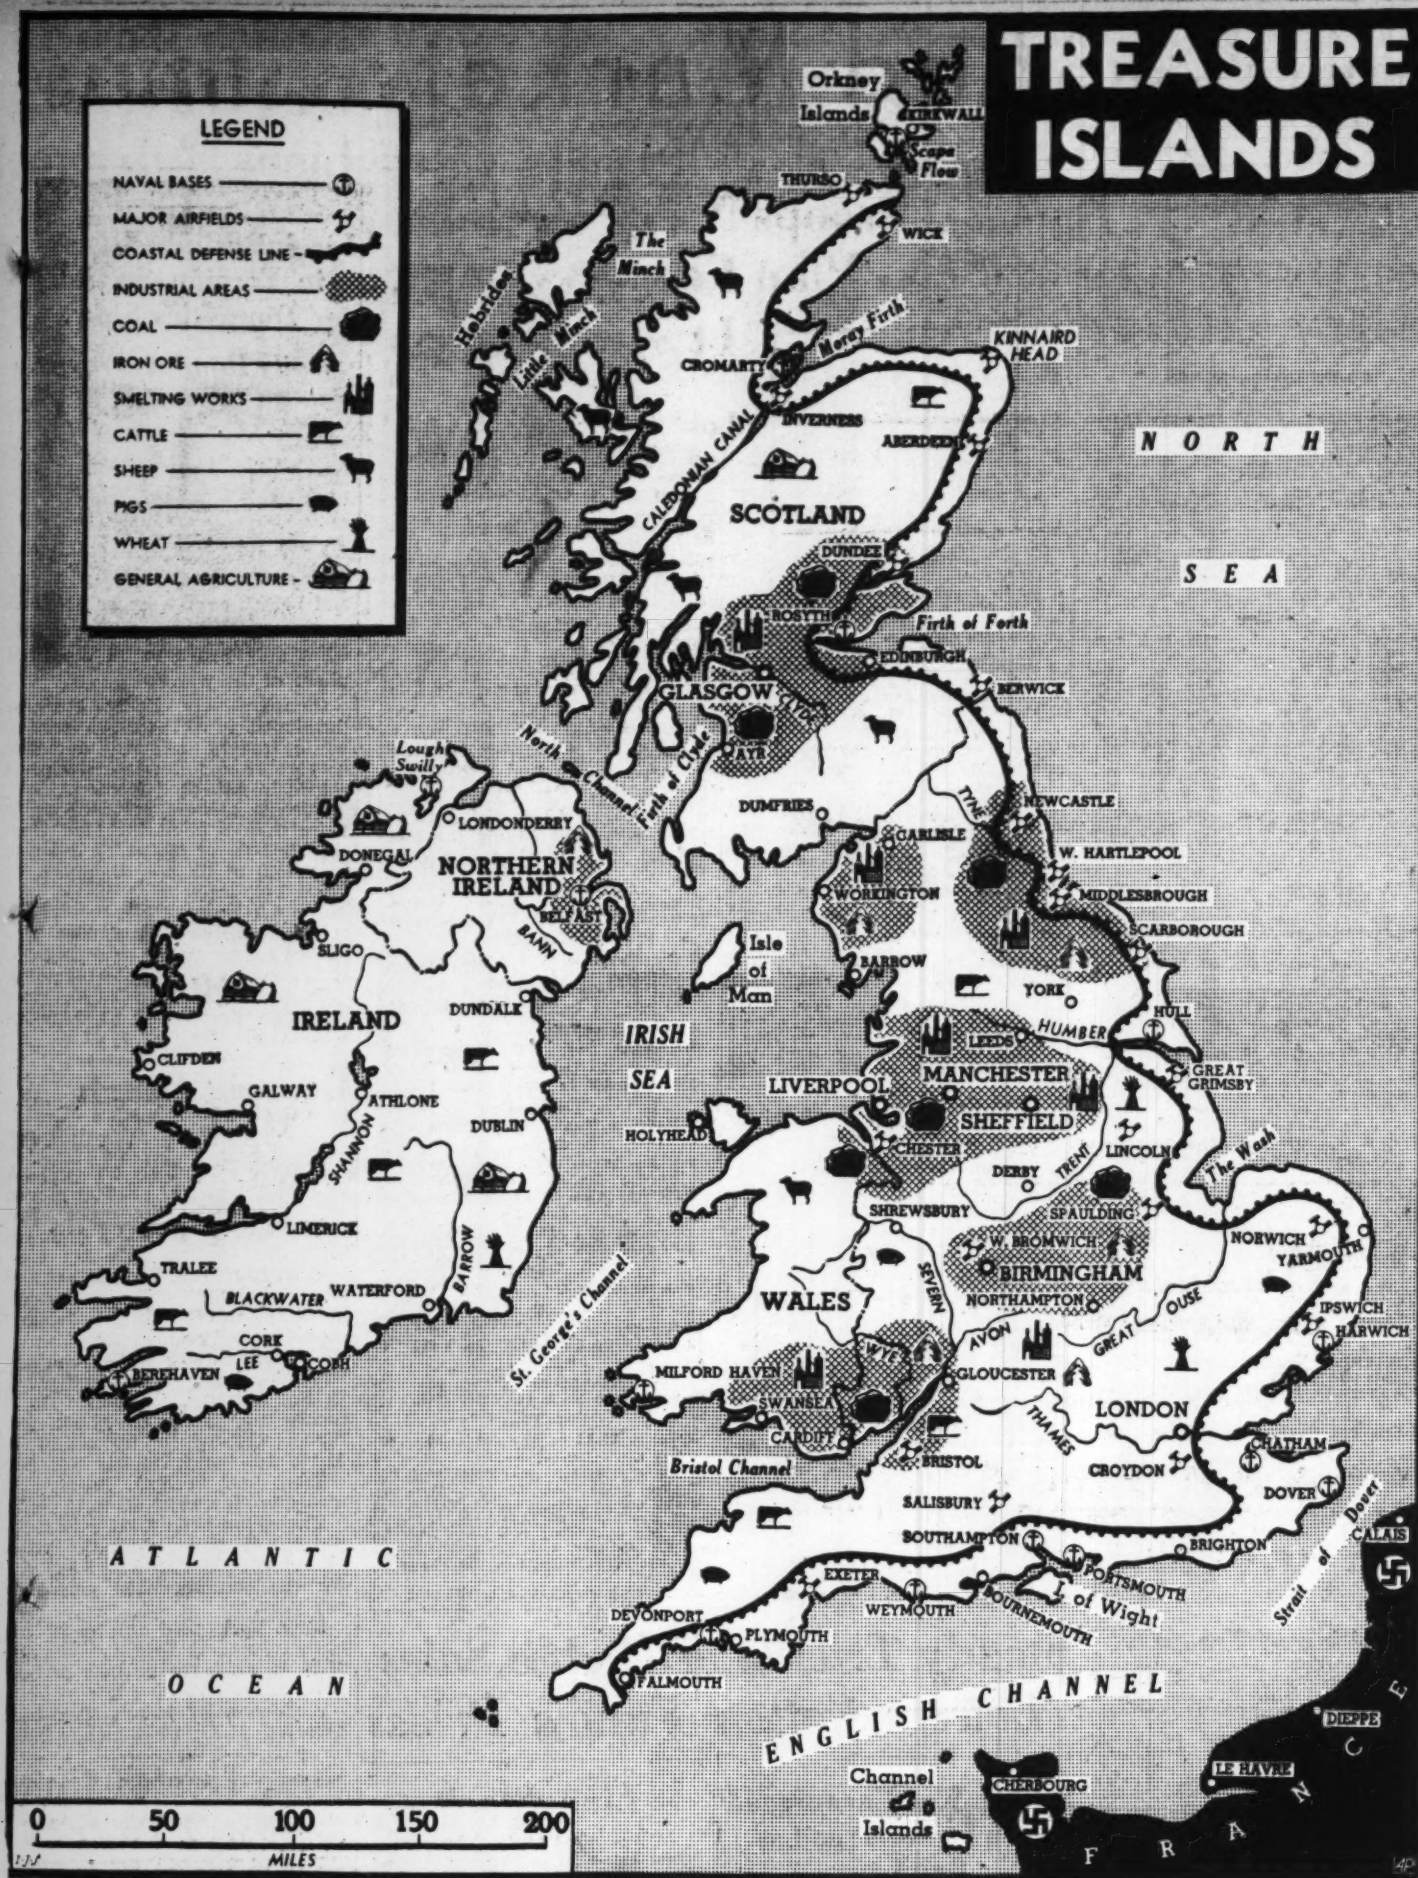 TREASURE
ISLANDS
LEGEND
NAVAL BASES
MAJOR AIRFIELDS
COASTAL DEFENSE LINE
INDUSTRIAL AREAS
COAL
IRON ORE
SMELTING WORKS
CATTLE
SHEEP
PIGS
WHEAT
GENERAL AGRICULTURE
Orkney
Islands
KIRKWALL
Scapa
Flow
THURSO
WICK
The
Minch
Hebrides
Little Minch
Moray Firth
CROMARTY
KINNAIRD
HEAD
INVERNESS
ABERDEEN
CALEDONIAN CANAL
NORTH
SEA
SCOTLAND
DUNDEE
ROSYTH
Firth of Forth
EDINBURGH
BERWICK
GLASGOW
AYR
Firth of Clyde
North Channel
Lough
Swilly
LONDONDERRY
DONEGAL
NORTHERN
IRELAND
BELFAST
BANN
DUMFRIES
TYNE
NEWCASTLE
CARLISLE
W. HARTLEPOOL
WORKINGTON
MIDDLESBROUGH
SCARBOROUGH
BARROW
Isle
of
Man
YORK
SLIGO
IRELAND
DUNDALK
IRISH
SEA
HULL
HUMBER
LEEDS
GREAT
GRIMSBY
CLIFDEN
GALWAY
ATHLONE
DUBLIN
SHANNON
LIVERPOOL
MANCHESTER
SHEFFIELD
HOLYHEAD
CHESTER
LINCOLN
DERBY
TRENT
The Wash
LIMERICK
SHREWSBURY
SPAULDING
NORWICH
YARMOUTH
W. BROMWICH
BIRMINGHAM
TRALEE
BARROW
WATERFORD
BLACKWATER
St. George's Channel
WALES
SEVERN
NORTHAMPTON
GREAT OUSE
AVON
IPSWICH
HARWICH
CORK
LEE
COBH
BEREHAVEN
MILFORD HAVEN
WYE
GLOUCESTER
SWANSEA
CARDIFF
LONDON
THAMES
CHATHAM
Bristol Channel
BRISTOL
CROYDON
DOVER
SALISBURY
SOUTHAMPTON
BRIGHTON
Strait of Dover
CALAIS
ATLANTIC
OCEAN
EXETER
PORTSMOUTH
I. of Wight
WEYMOUTH
BOURNEMOUTH
DEVONPORT
PLYMOUTH
FALMOUTH
ENGLISH CHANNEL
DIEPPE
LE HAVRE
Channel
Islands
CHERBOURG
FRANCE
0 50 100 150 200
MILES
AP